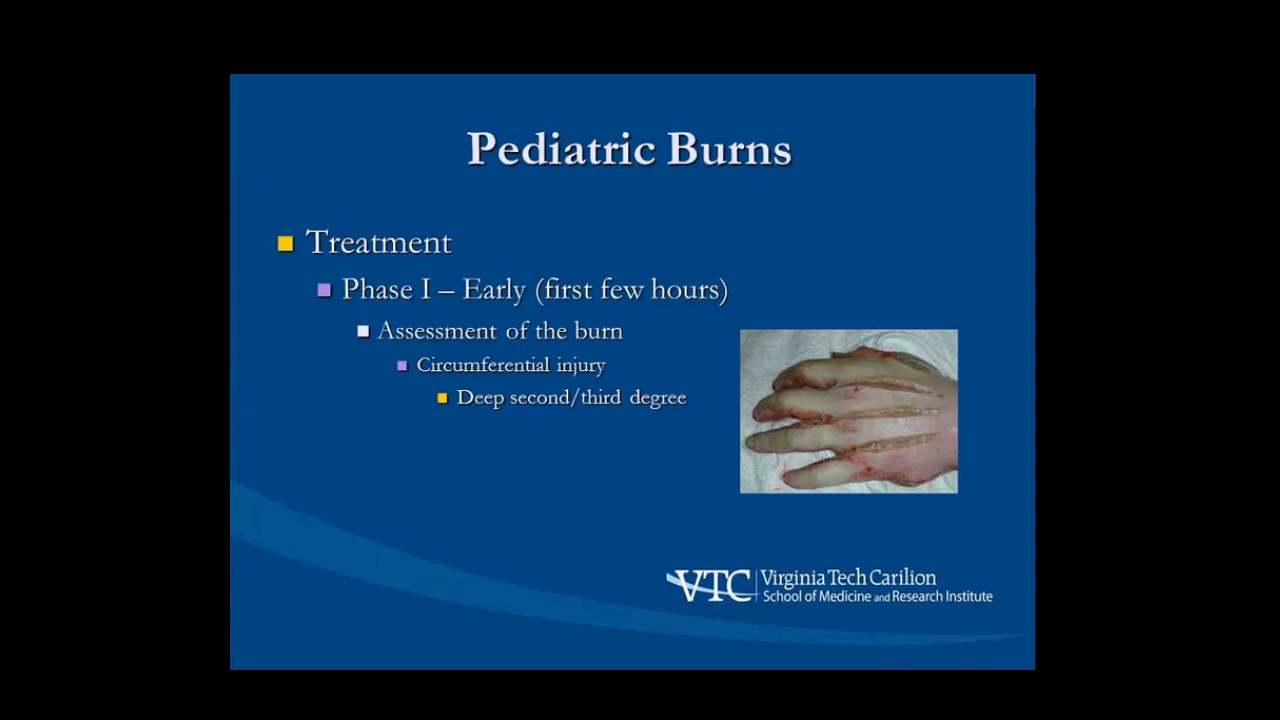 Pediatric Burns
Treatment
Phase I – Early (first few hours)
Assessment of the burn
Circumferential injury
Deep second/third degree
VTC Virginia Tech Carilion
School of Medicine and Research Institute